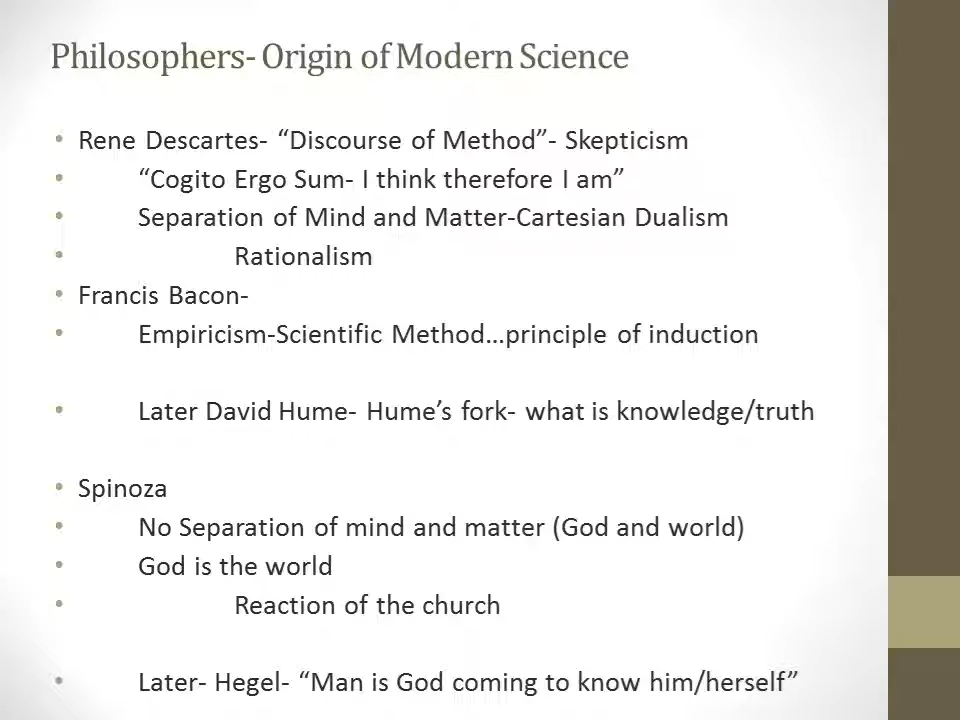 Philosophers- Origin of Modern Science
• Rene Descartes- “Discourse of Method”- Skepticism
• “Cogito Ergo Sum- I think therefore I am”
• Separation of Mind and Matter-Cartesian Dualism
• Rationalism
• Francis Bacon-
• Empiricism-Scientific Method…principle of induction
• Later David Hume- Hume’s fork- what is knowledge/truth
• Spinoza
• No Separation of mind and matter (God and world)
• God is the world
• Reaction of the church
• Later- Hegel- “Man is God coming to know him/herself”